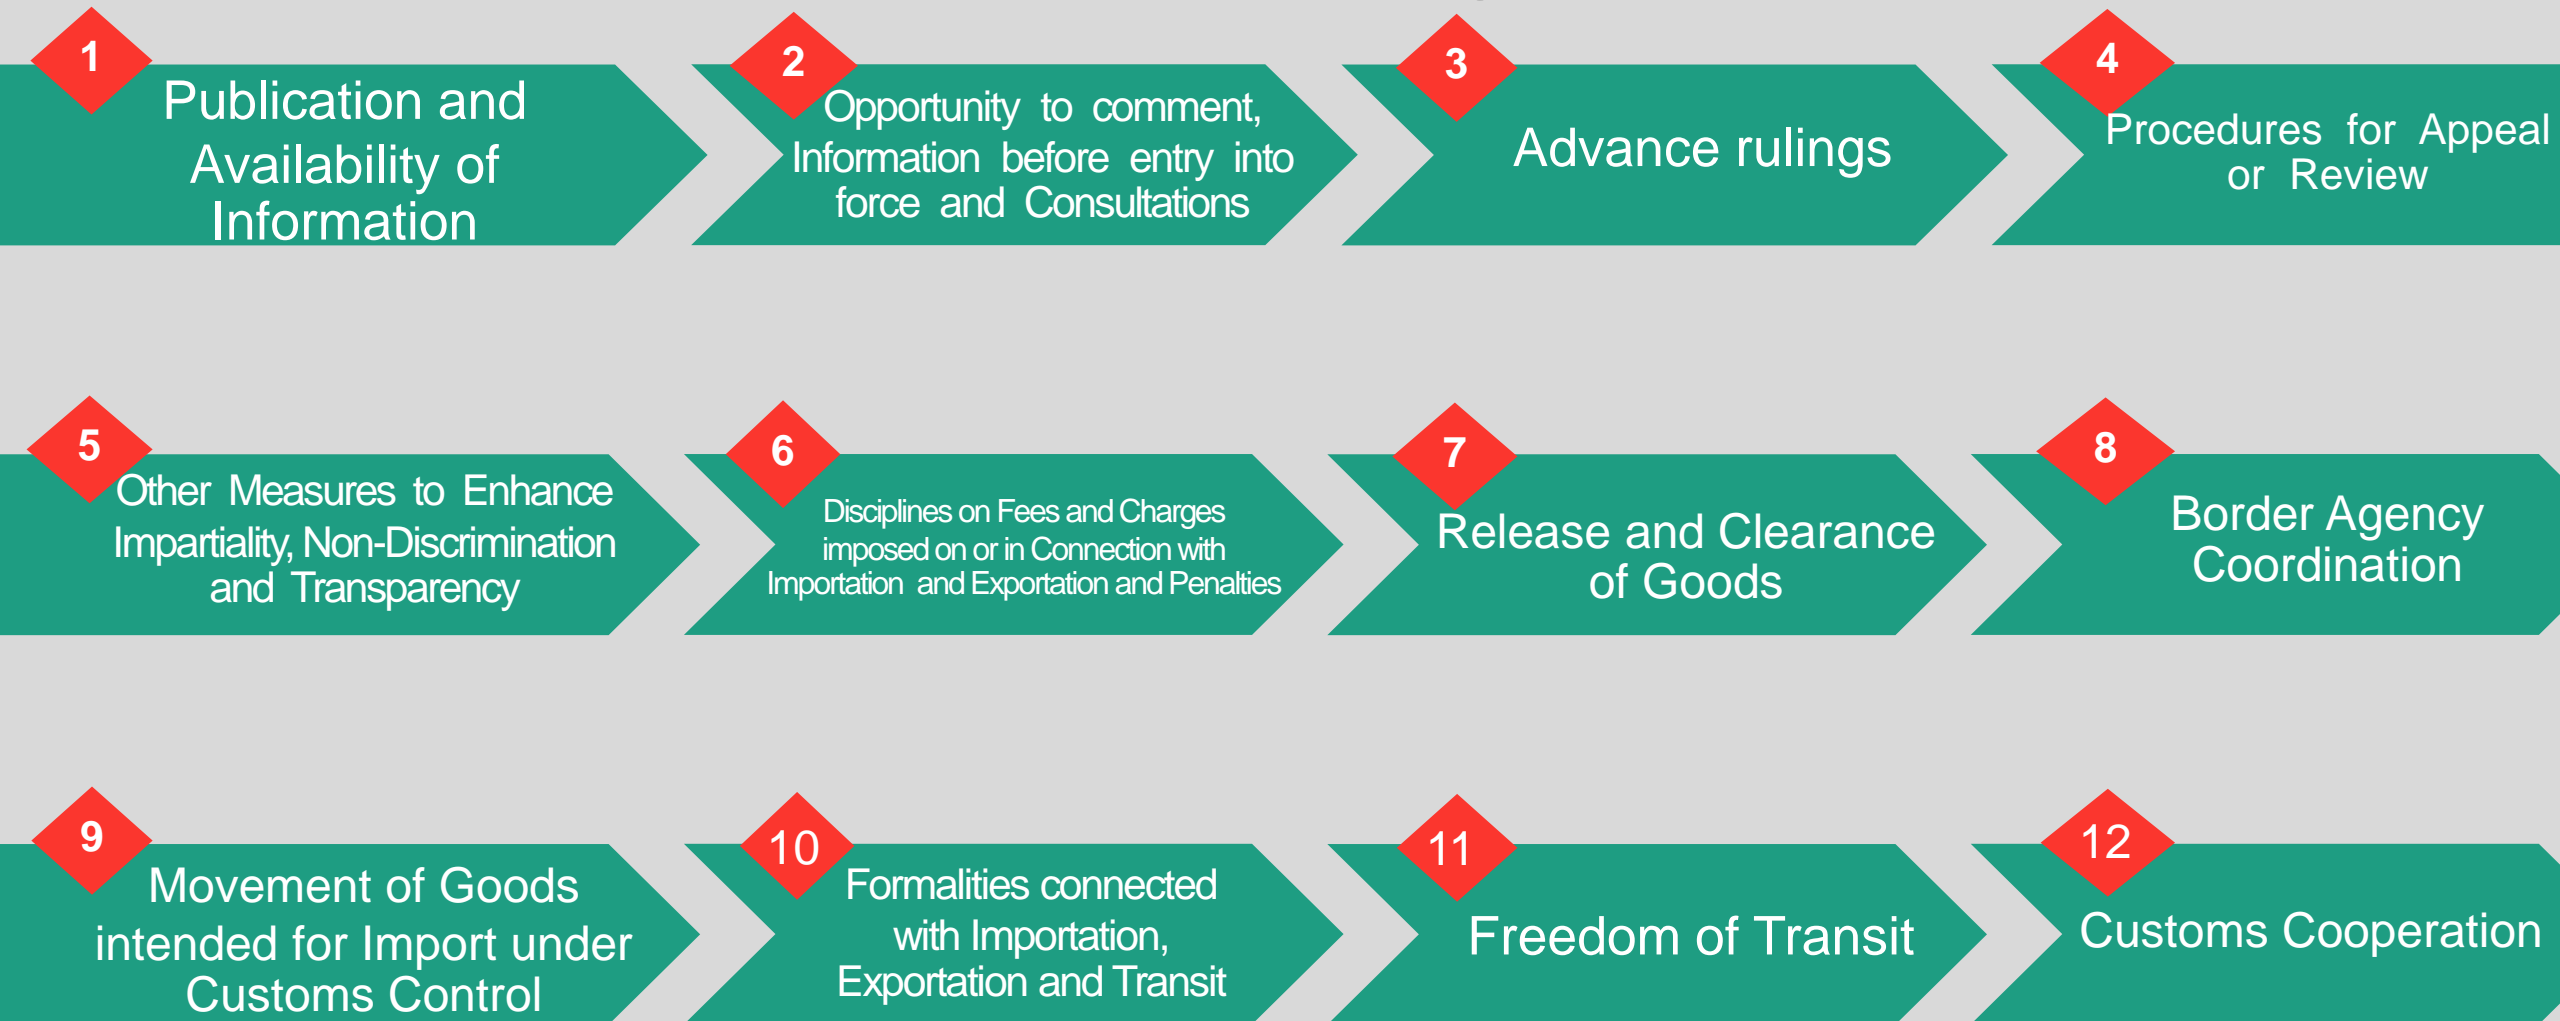 1
Publication and
Availability of
Information
2
Opportunity to comment,
Information before entry into
force and Consultations
3
Advance rulings
4
Procedures for Appeal
or Review
5
Other Measures to Enhance
Impartiality, Non-Discrimination
and Transparency
6
Disciplines on Fees and Charges
imposed on or in Connection with
Importation and Exportation and Penalties
7
Release and Clearance
of Goods
8
Border Agency
Coordination
9
Movement of Goods
intended for Import under
Customs Control
10
Formalities connected
with Importation,
Exportation and Transit
11
Freedom of Transit
12
Customs Cooperation